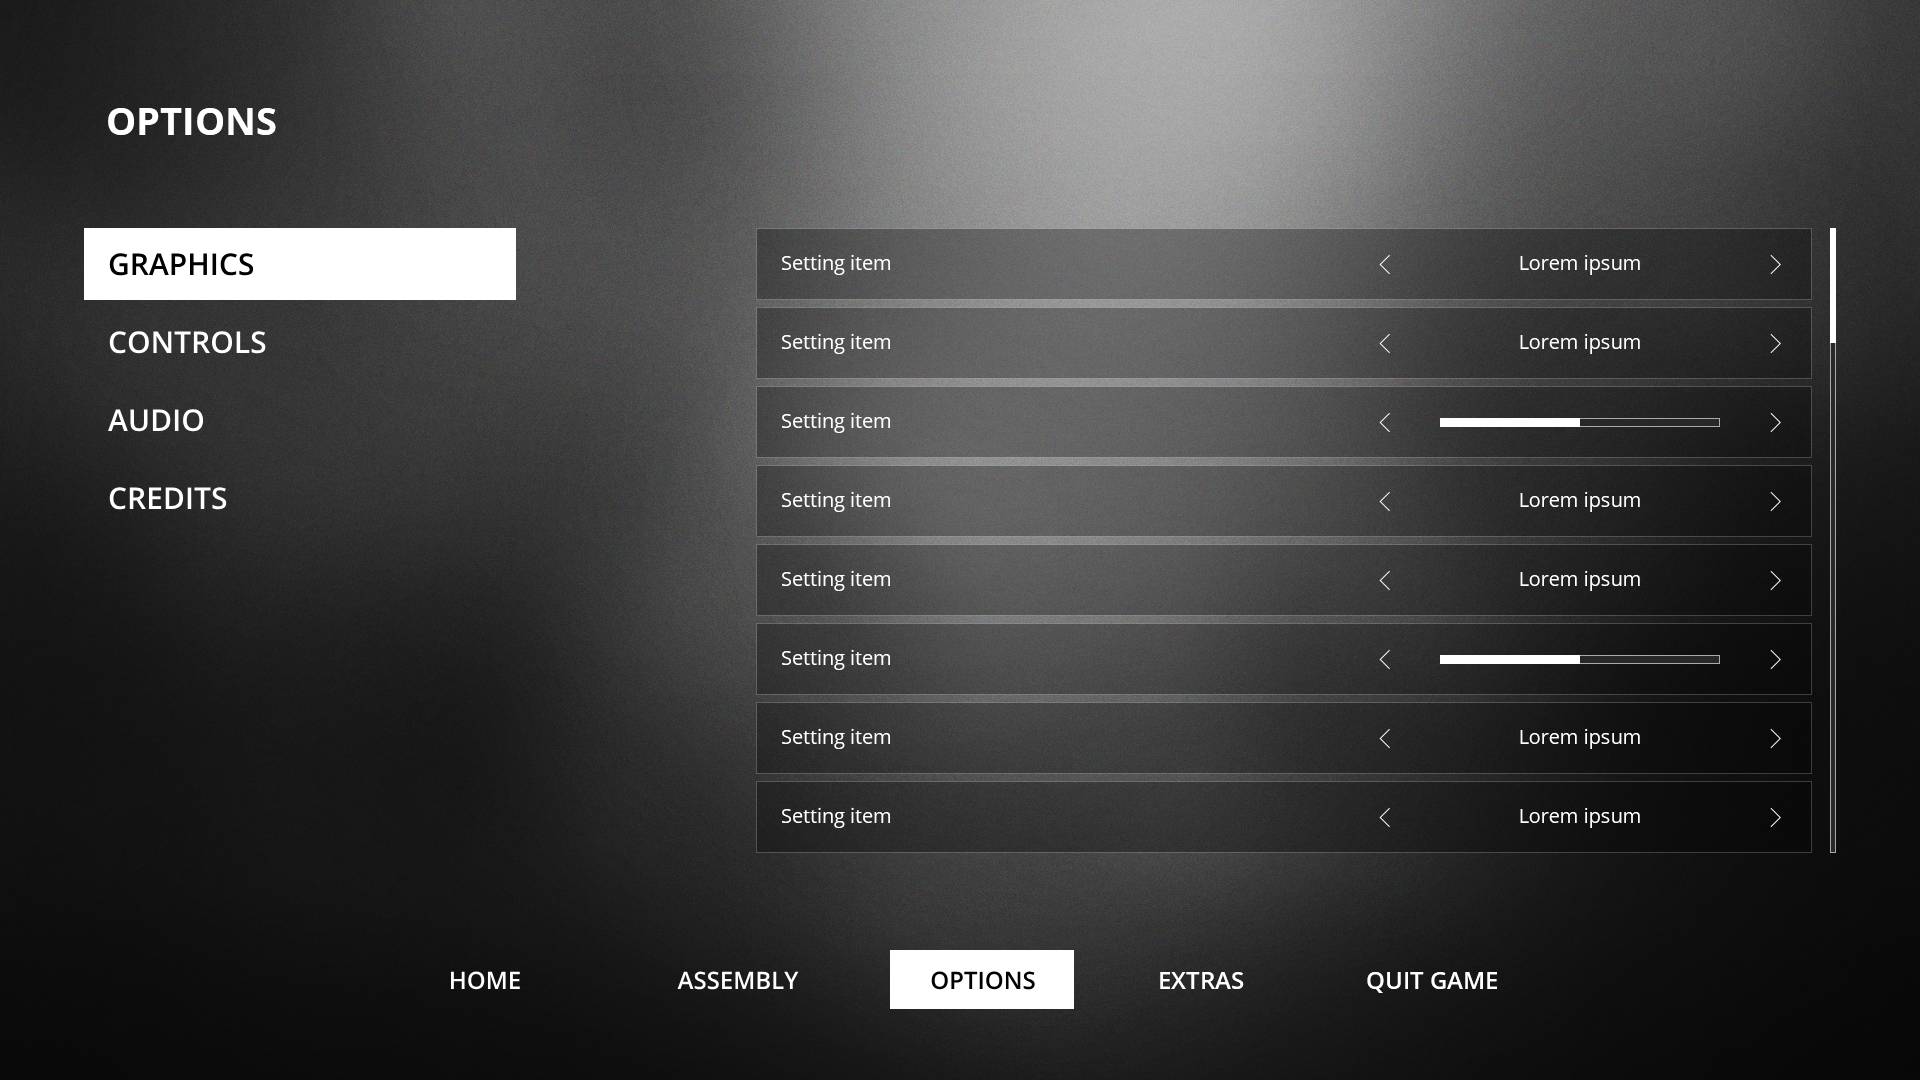 OPTIONS
GRAPHICS
CONTROLS
AUDIO
CREDITS
Setting item Lorem ipsum
Setting item Lorem ipsum
Setting item
Setting item Lorem ipsum
Setting item Lorem ipsum
Setting item
Setting item Lorem ipsum
Setting item Lorem ipsum
HOME ASSEMBLY OPTIONS EXTRAS QUIT GAME